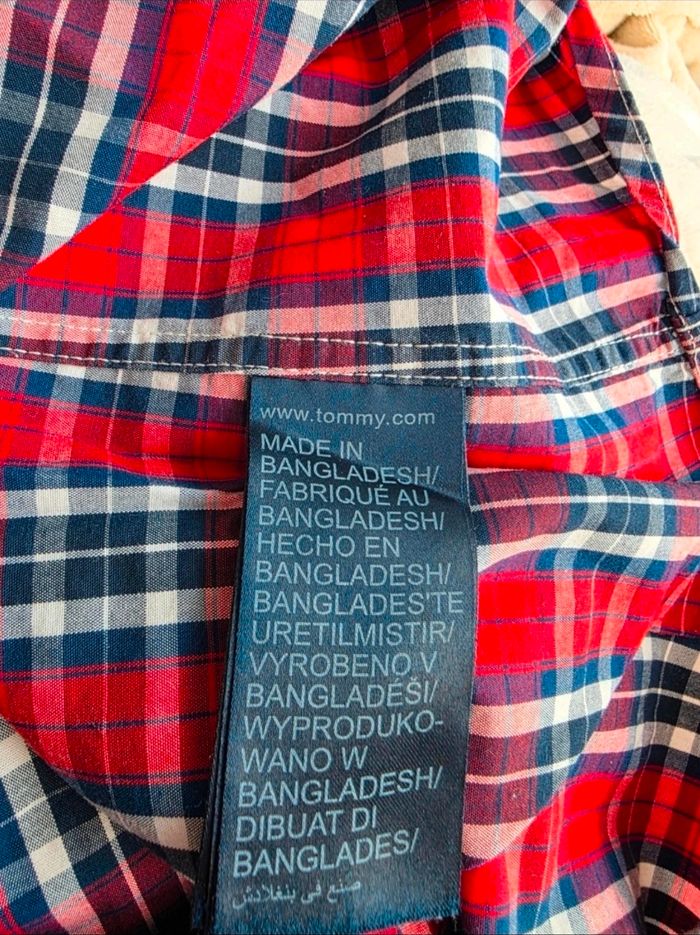 www.tommy.com
MADE IN
BANGLADESH/
FABRIQUÉ AU
BANGLADESH/
HECHO EN
BANGLADESH/
BANGLADES'TE
URETILMISTIR/
VYROBENO V
BANGLADÉŠI/
WYPRODUKO-
WANO W
BANGLADESH/
DIBUAT DI
BANGLADES/
صنع في بنغلادش